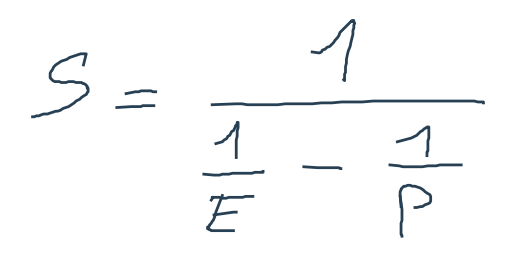 S = 1 / (1/E - 1/P)